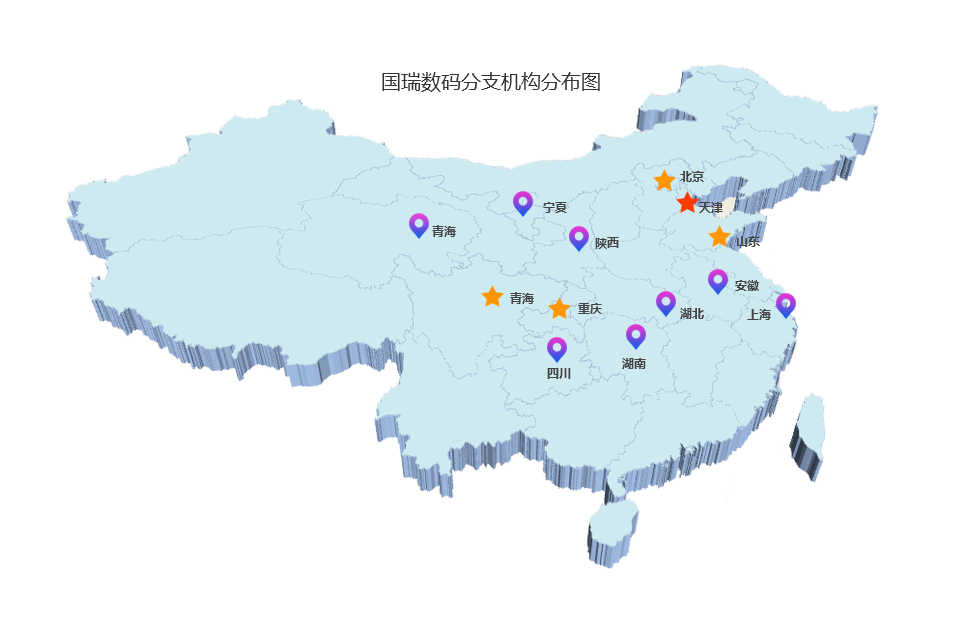 国瑞数码分支机构分布图
北京
天津
宁夏
青海
陕西
山东
安徽
青海
重庆
湖北
上海
湖南
四川